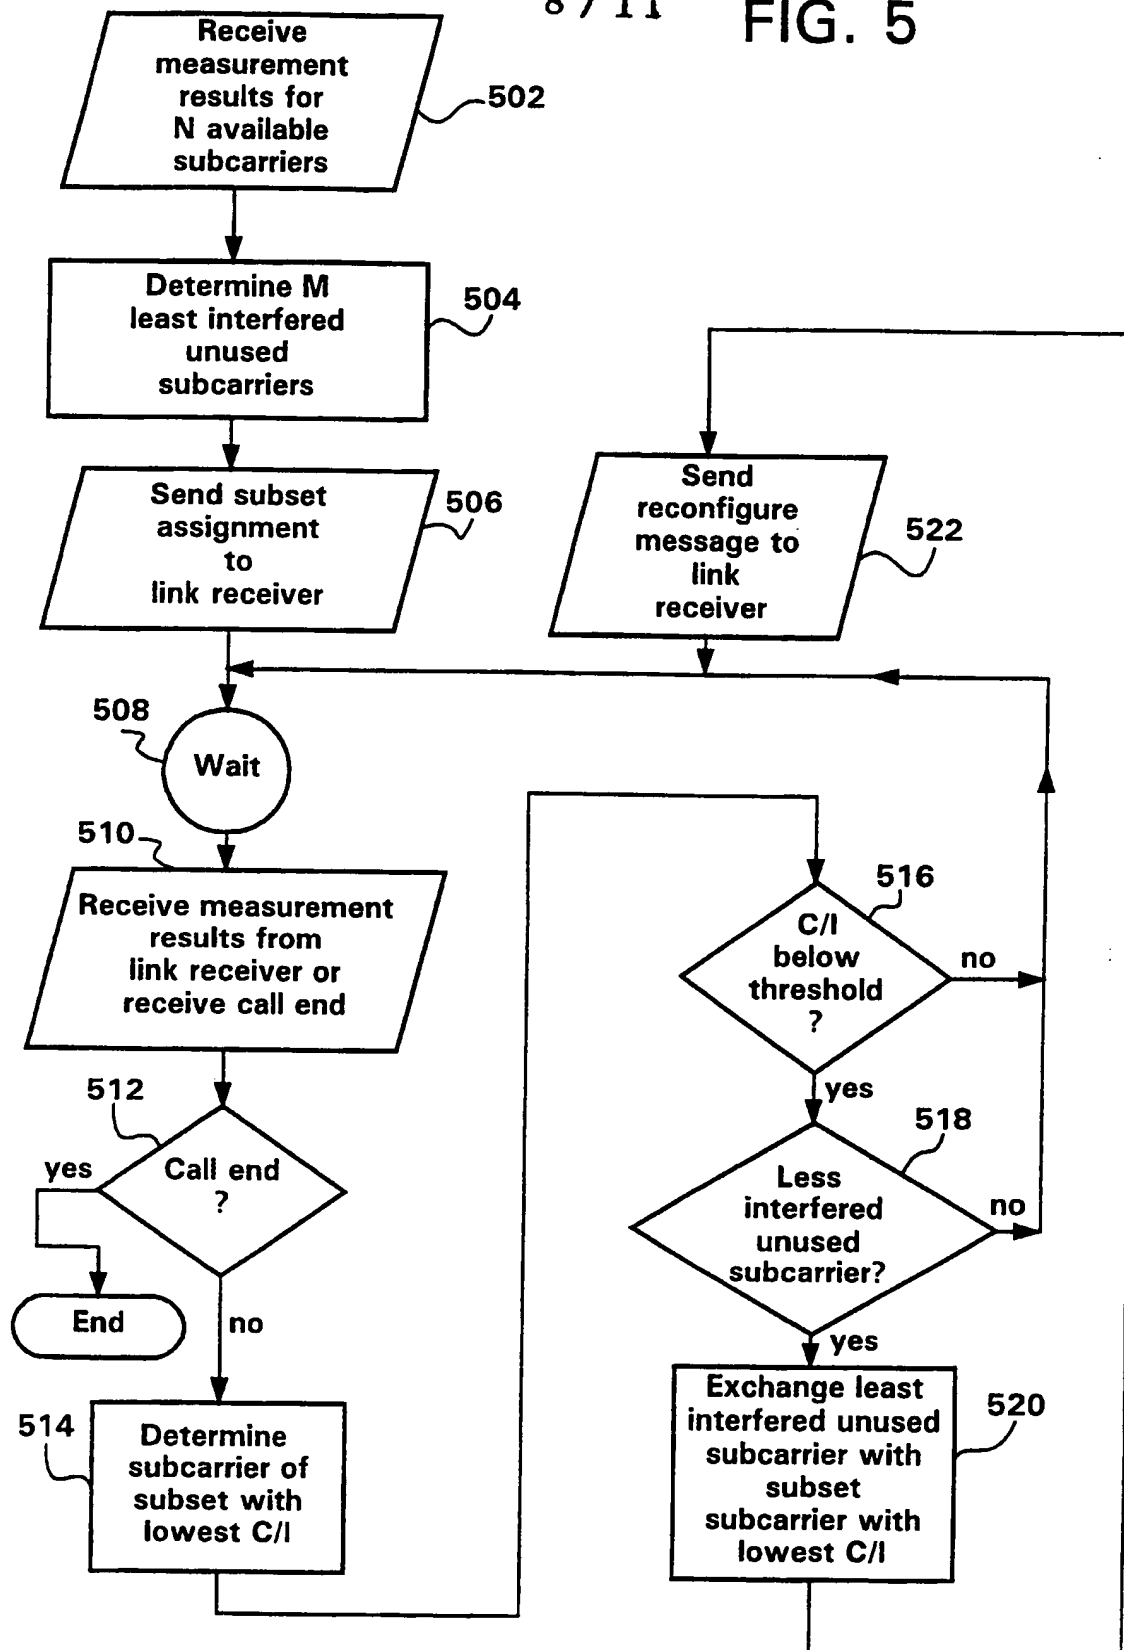 8 / 11
FIG. 5
Receive
measurement
results for
N available
subcarriers
502
Determine M
least interfered
unused
subcarriers
504
Send subset
assignment
to
link receiver
506
Send
reconfigure
message to
link
receiver
522
508
Wait
510
Receive measurement
results from
link receiver or
receive call end
512
Call end
?
yes
End
no
514
Determine
subcarrier of
subset with
lowest C/I
516
C/I
below
threshold
?
no
yes
518
Less
interfered
unused
subcarrier?
no
yes
Exchange least
interfered unused
subcarrier with
subset
subcarrier with
lowest C/I
520